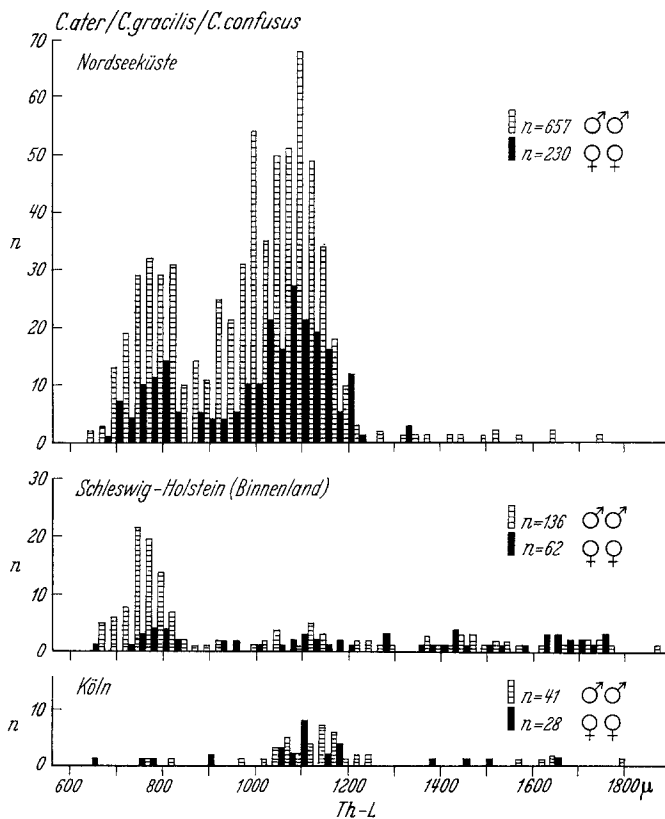 C.ater/C.gracilis/C.confusus
Nordseeküste
70
60
50
40
n
30
20
10
0
n=657 ♂♂
n=230 ♀♀
Schleswig-Holstein (Binnenland)
30
20
n
10
0
n=136 ♂♂
n=62 ♀♀
Köln
n
10
0
n=41 ♂♂
n=28 ♀♀
600 800 1000 1200 1400 1600 1800 μ
Th-L